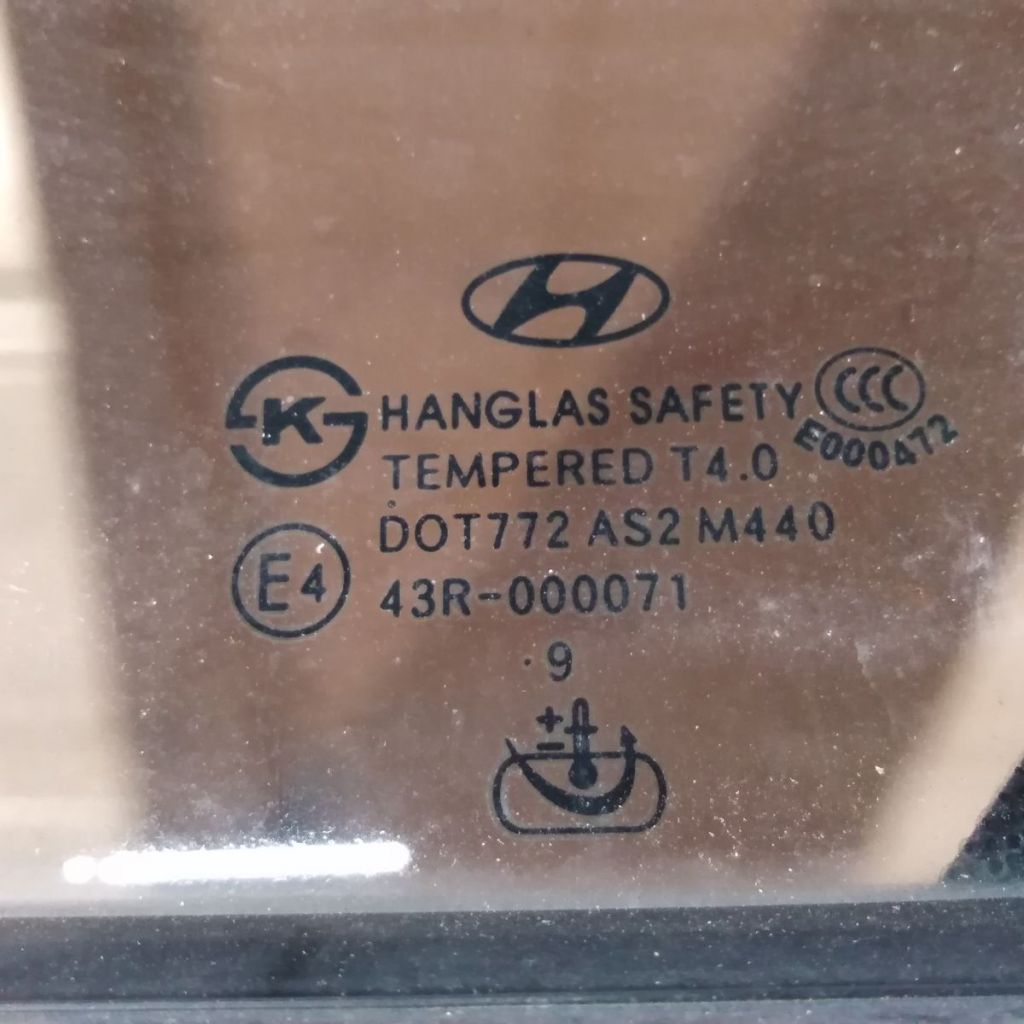 K HANGLAS SAFETY CCC
TEMPERED T4.0 E000472
DOT772 AS2 M440
E4 43R-000071
. 9
+
-